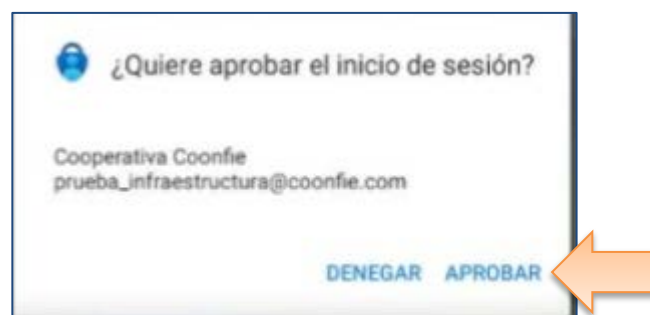 ¿Quiere aprobar el inicio de sesión?
Cooperativa Coonfie
prueba_infraestructura@coonfie.com
DENEGAR APROBAR